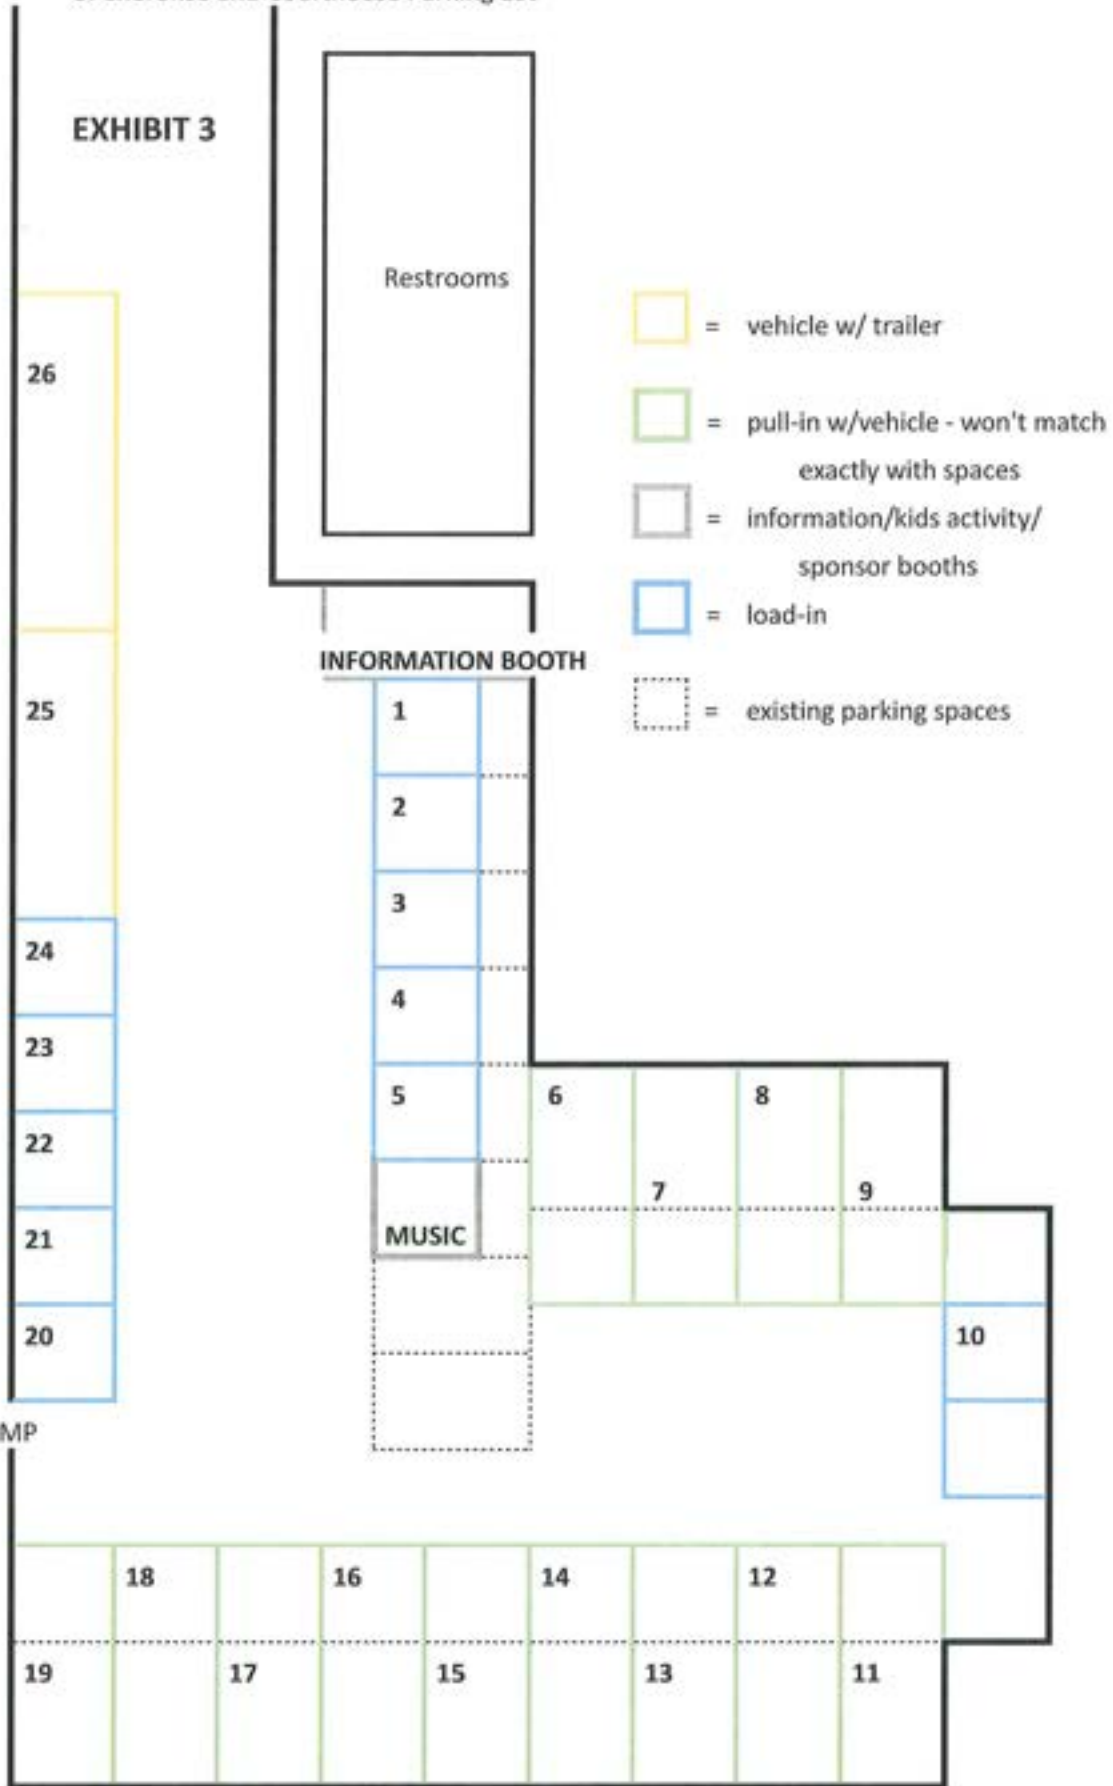 EXHIBIT 3
Restrooms
26
= vehicle w/ trailer
= pull-in w/vehicle - won't match
exactly with spaces
= information/kids activity/
sponsor booths
= load-in
INFORMATION BOOTH
25
1
= existing parking spaces
2
3
24
4
23
5
6
8
22
7
9
21
MUSIC
20
10
MP
18
16
14
12
19
17
15
13
11